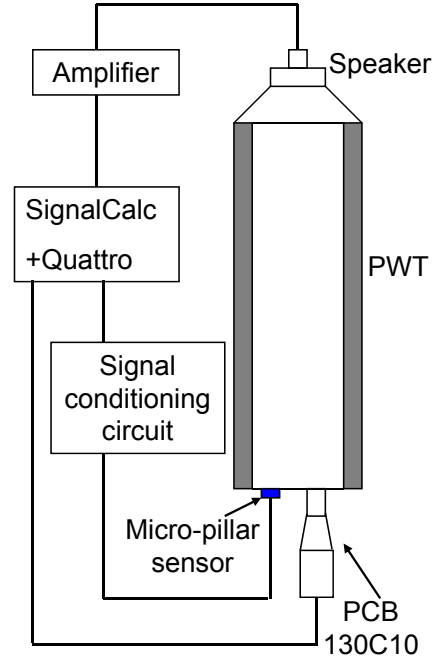 Amplifier
Speaker
SignalCalc
+Quattro
PWT
Signal
conditioning
circuit
Micro-pillar
sensor
PCB
130C10